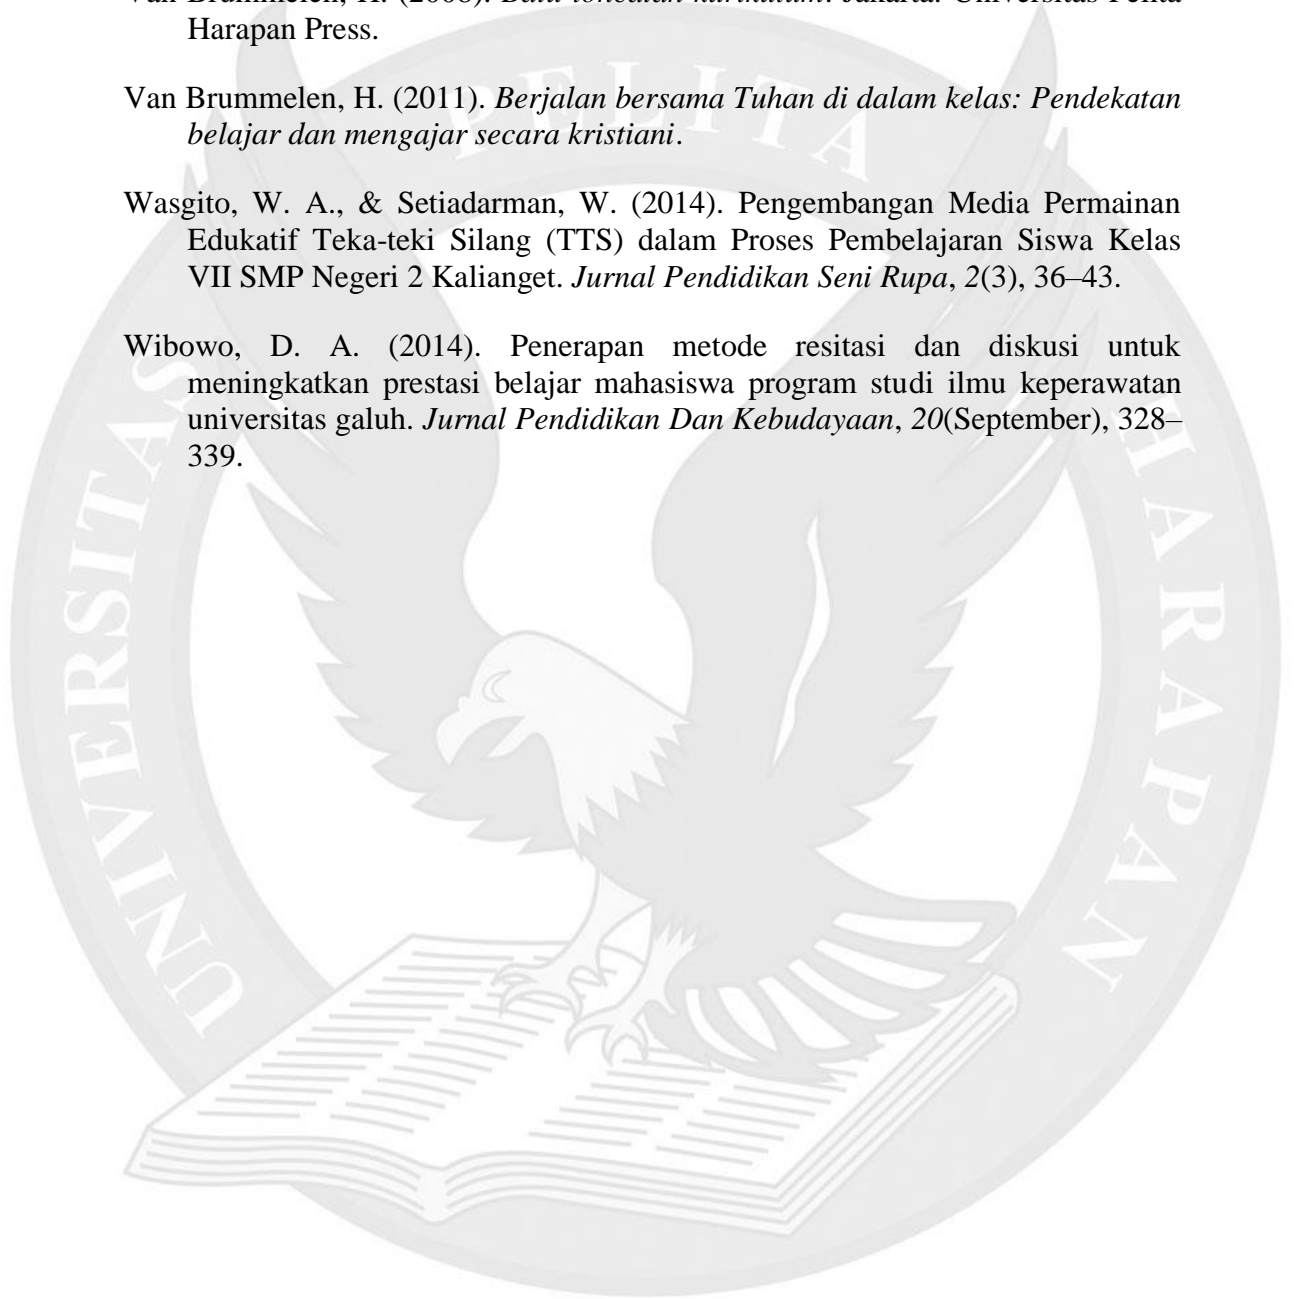 Harapan Press.
Van Brummelen, H. (2011). Berjalan bersama Tuhan di dalam kelas: Pendekatan
belajar dan mengajar secara kristiani.
Wasgito, W. A., & Setiadarman, W. (2014). Pengembangan Media Permainan
Edukatif Teka-teki Silang (TTS) dalam Proses Pembelajaran Siswa Kelas
VII SMP Negeri 2 Kalianget. Jurnal Pendidikan Seni Rupa, 2(3), 36–43.
Wibowo, D. A. (2014). Penerapan metode resitasi dan diskusi untuk
meningkatkan prestasi belajar mahasiswa program studi ilmu keperawatan
universitas galuh. Jurnal Pendidikan Dan Kebudayaan, 20(September), 328–
339.
UNIVERSITAS PELITA HARAPAN